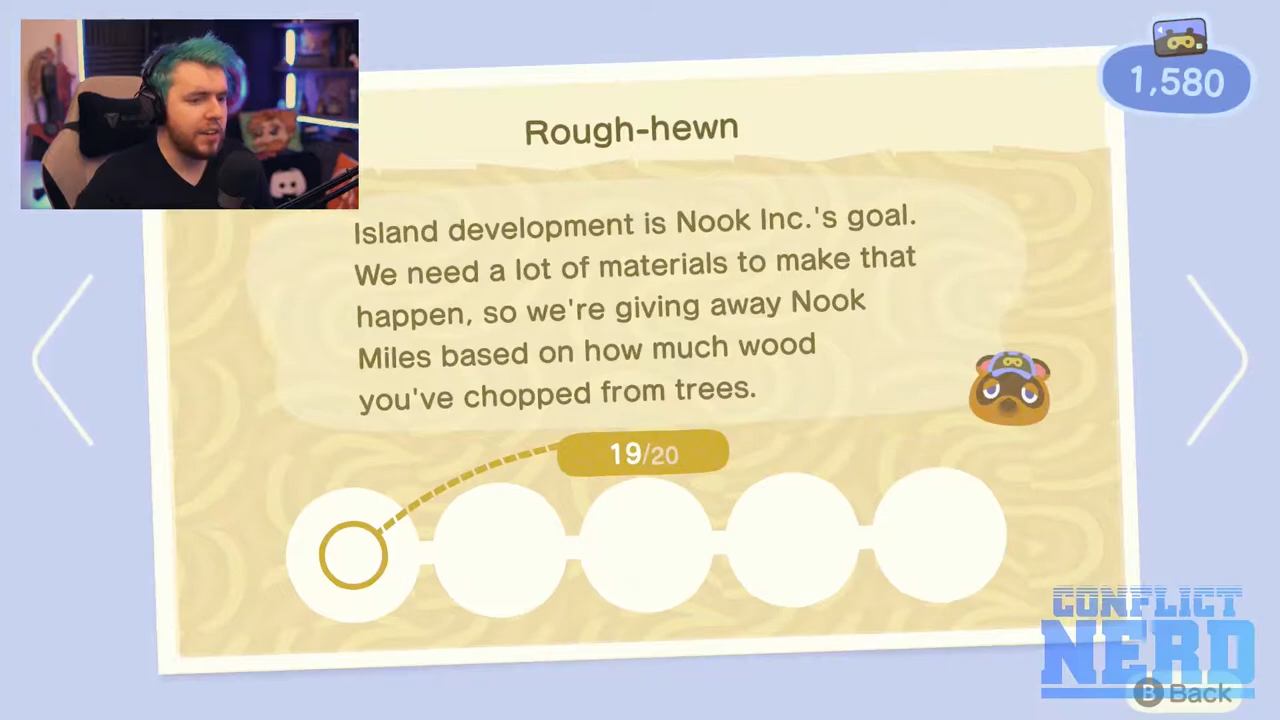 1,580
Rough-hewn
Island development is Nook Inc.'s goal.
We need a lot of materials to make that
happen, so we're giving away Nook
Miles based on how much wood
you've chopped from trees.
19/20
CONFLICT
NERD
B Back